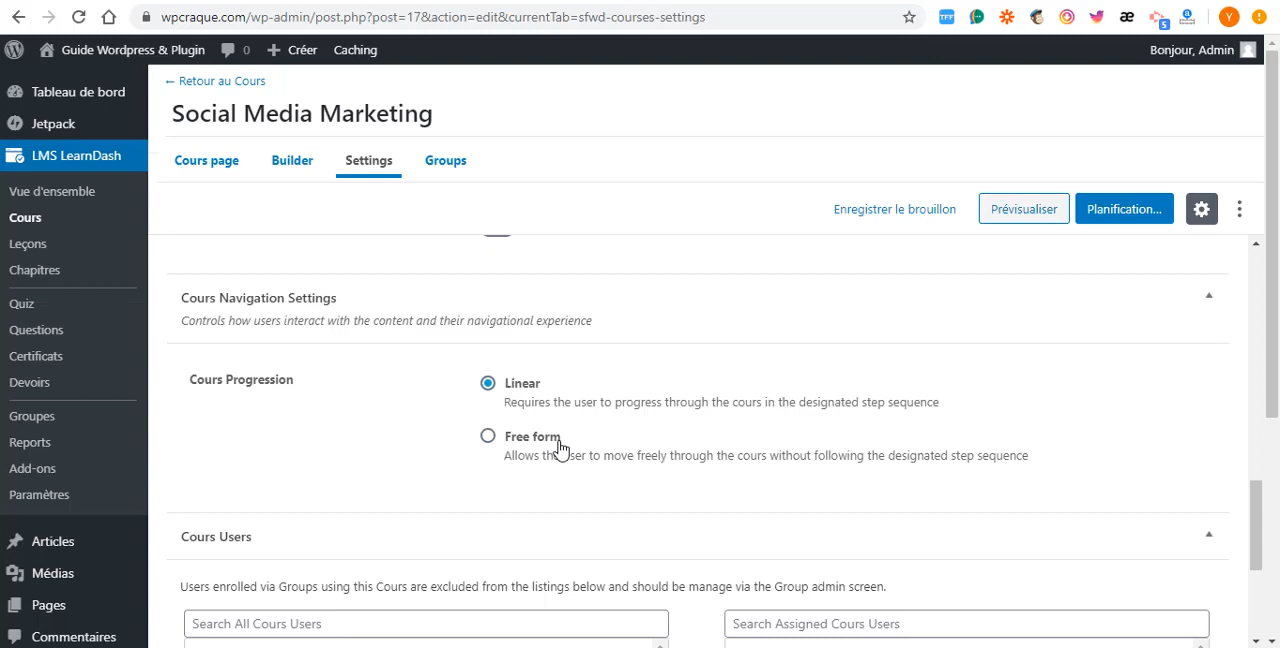 wpcraque.com/wp-admin/post.php?post=17&action=edit&currentTab=sfwd-courses-settings
TFF
5
Y
Guide Wordpress & Plugin 0 Créer Caching
Bonjour, Admin
Tableau de bord
Jetpack
LMS LearnDash
Vue d'ensemble
Cours
Leçons
Chapitres
Quiz
Questions
Certificats
Devoirs
Groupes
Reports
Add-ons
Paramètres
Articles
Médias
Pages
Commentaires
← Retour au Cours
Social Media Marketing
Cours page Builder Settings Groups
Enregistrer le brouillon Prévisualiser Planification...
Cours Navigation Settings
Controls how users interact with the content and their navigational experience
Cours Progression
Linear
Requires the user to progress through the cours in the designated step sequence
Free form
Allows the user to move freely through the cours without following the designated step sequence
Cours Users
Users enrolled via Groups using this Cours are excluded from the listings below and should be manage via the Group admin screen.
Search All Cours Users
Search Assigned Cours Users